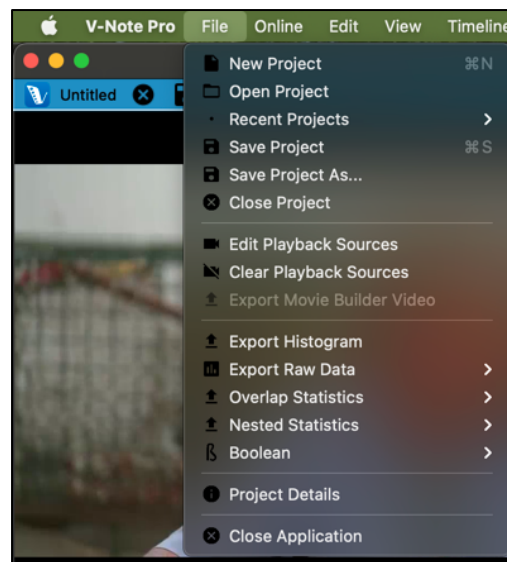 V-Note Pro File Online Edit View Timeline
Untitled
New Project ⌘N
Open Project
Recent Projects
Save Project ⌘S
Save Project As...
Close Project
Edit Playback Sources
Clear Playback Sources
Export Movie Builder Video
Export Histogram
Export Raw Data
Overlap Statistics
Nested Statistics
Boolean
Project Details
Close Application